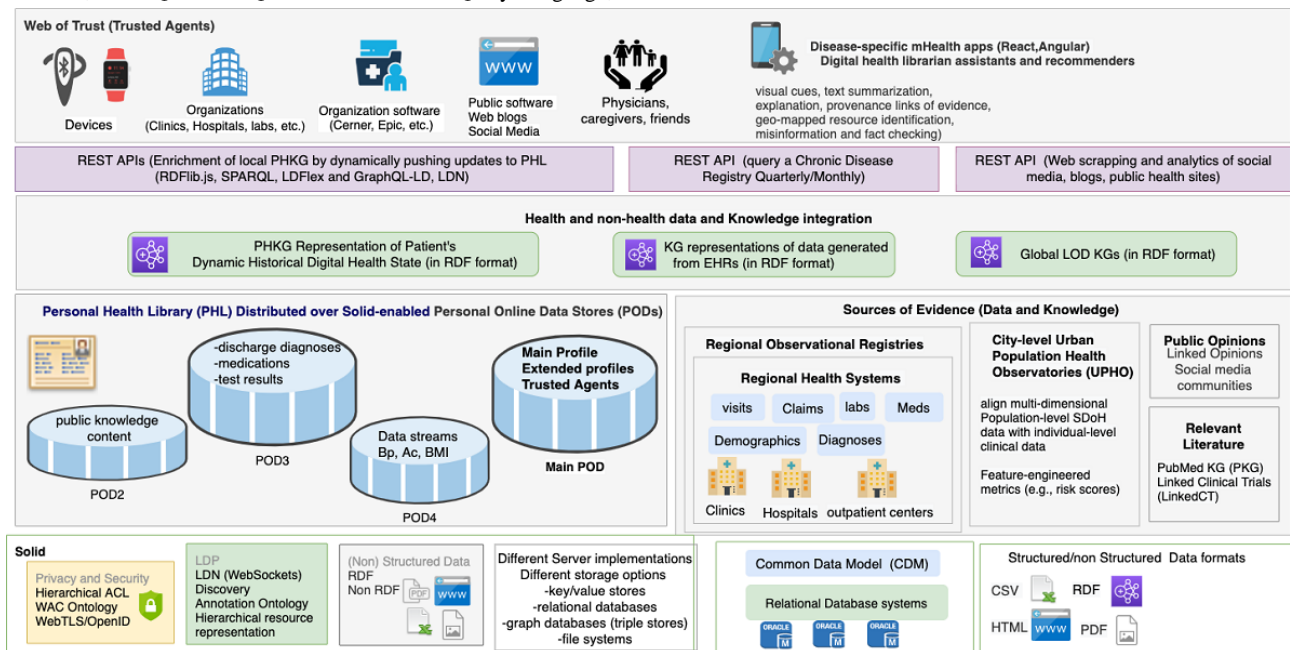 Web of Trust (Trusted Agents)
Devices
Organizations
(Clinics, Hospitals, labs, etc.)
Organization software
(Cerner, Epic, etc.)
WWW
Public software
Web blogs
Social Media
Physicians,
caregivers, friends
Disease-specific mHealth apps (React,Angular)
Digital health librarian assistants and recommenders
visual cues, text summarization,
explanation, provenance links of evidence,
geo-mapped resource identification,
misinformation and fact checking)
REST APIs (Enrichment of local PHKG by dynamically pushing updates to PHL
(RDFlib.js, SPARQL, LDFlex and GraphQL-LD, LDN)
REST API (query a Chronic Disease
Registry Quarterly/Monthly)
REST API (Web scrapping and analytics of social
media, blogs, public health sites)
Health and non-health data and Knowledge integration
PHKG Representation of Patient's
Dynamic Historical Digital Health State (in RDF format)
KG representations of data generated
from EHRs (in RDF format)
Global LOD KGs (in RDF format)
Personal Health Library (PHL) Distributed over Solid-enabled Personal Online Data Stores (PODs)
public knowledge
content
POD2
-discharge diagnoses
-medications
-test results
POD3
Data streams
Bp, Ac, BMI
POD4
Main Profile
Extended profiles
Trusted Agents
Main POD
Sources of Evidence (Data and Knowledge)
Regional Observational Registries
Regional Health Systems
visits
Claims
labs
Meds
Demographics
Diagnoses
Clinics
Hospitals
outpatient centers
City-level Urban
Population Health
Observatories (UPHO)
align multi-dimensional
Population-level SDoH
data with individual-level
clinical data
Feature-engineered
metrics (e.g., risk scores)
Public Opinions
Linked Opinions
Social media
communities
Relevant
Literature
PubMed KG (PKG)
Linked Clinical Trials
(LinkedCT)
Solid
Privacy and Security
Hierarchical ACL
WAC Ontology
WebTLS/OpenID
LDP
LDN (WebSockets)
Discovery
Annotation Ontology
Hierarchical resource
representation
(Non) Structured Data
RDF
Non RDF
PDF
WWW
Different Server implementations
Different storage options
-key/value stores
-relational databases
-graph databases (triple stores)
-file systems
Common Data Model (CDM)
Relational Database systems
ORACLE
M
ORACLE
M
ORACLE
M
Structured/non Structured Data formats
CSV
RDF
HTML
WWW
PDF